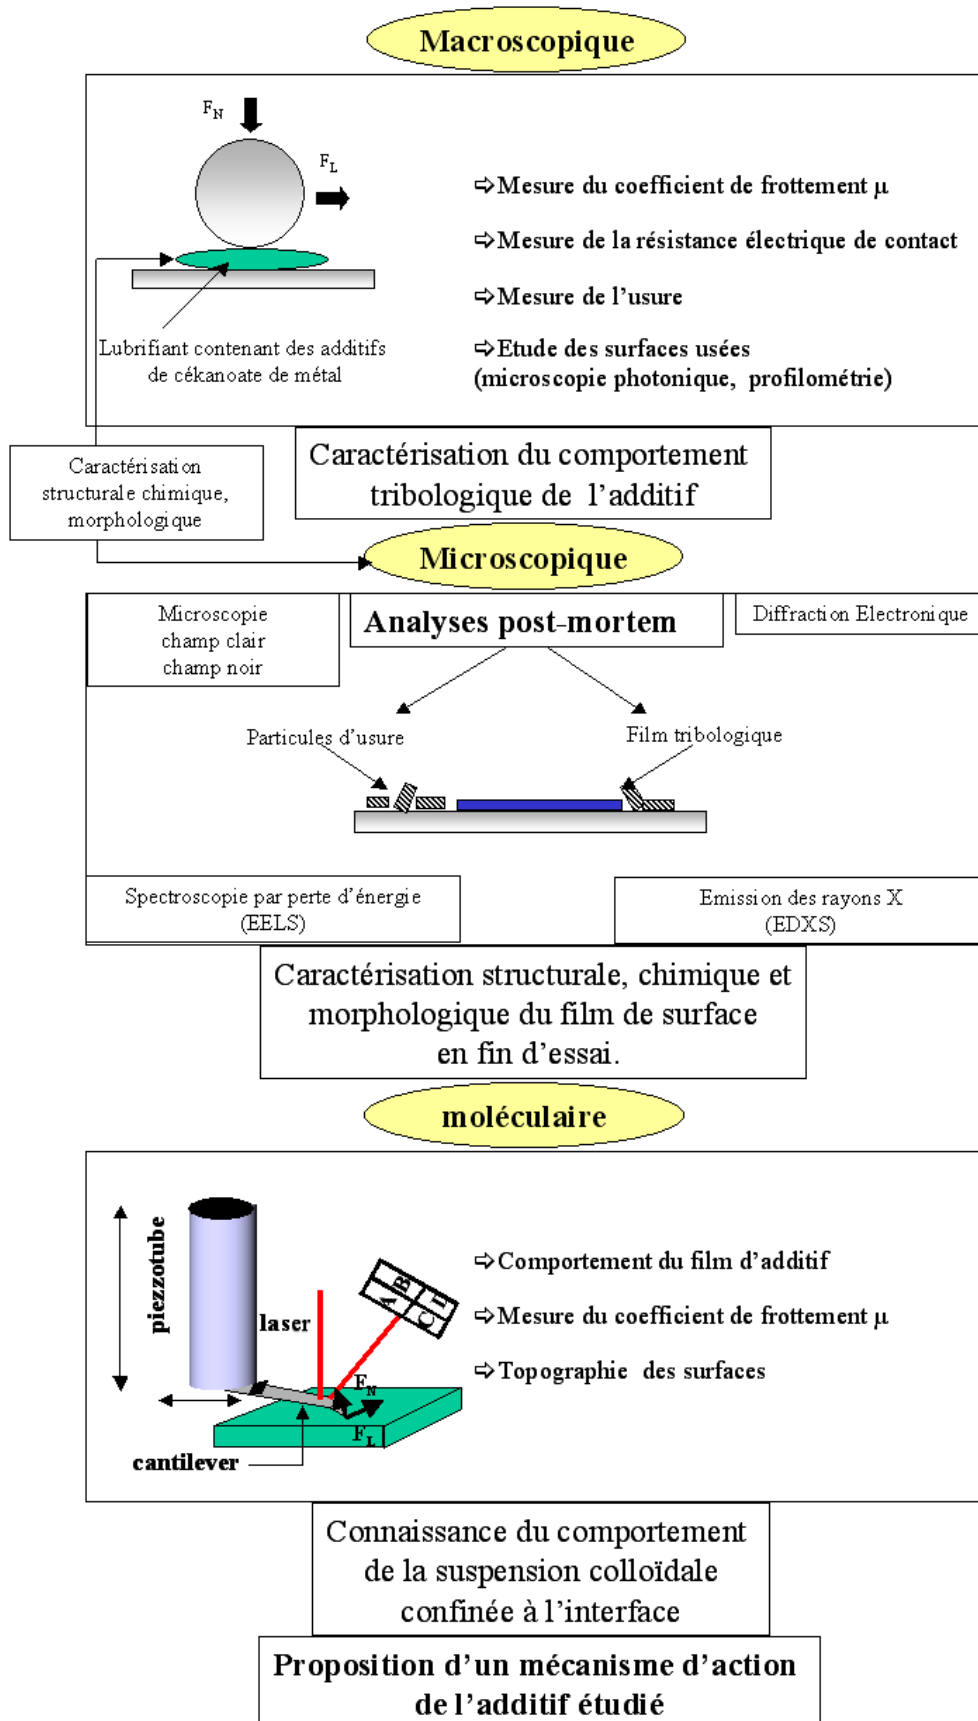 Macroscopique
F_N
F_L
⇨Mesure du coefficient de frottement μ
⇨Mesure de la résistance électrique de contact
⇨Mesure de l'usure
⇨Etude des surfaces usées
(microscopie photonique, profilométrie)
Lubrifiant contenant des additifs
de cékanoate de métal
Caractérisation du comportement
tribologique de l'additif
Caractérisation
structurale chimique,
morphologique
Microscopique
Microscopie
champ clair
champ noir
Analyses post-mortem
Diffraction Electronique
Particules d'usure
Film tribologique
Spectroscopie par perte d'énergie
(EELS)
Emission des rayons X
(EDXS)
Caractérisation structurale, chimique et
morphologique du film de surface
en fin d'essai.
moléculaire
piezzotube
laser
A B
C L
F_N
F_L
cantilever
⇨Comportement du film d'additif
⇨Mesure du coefficient de frottement μ
⇨Topographie des surfaces
Connaissance du comportement
de la suspension colloïdale
confinée à l'interface
Proposition d'un mécanisme d'action
de l'additif étudié